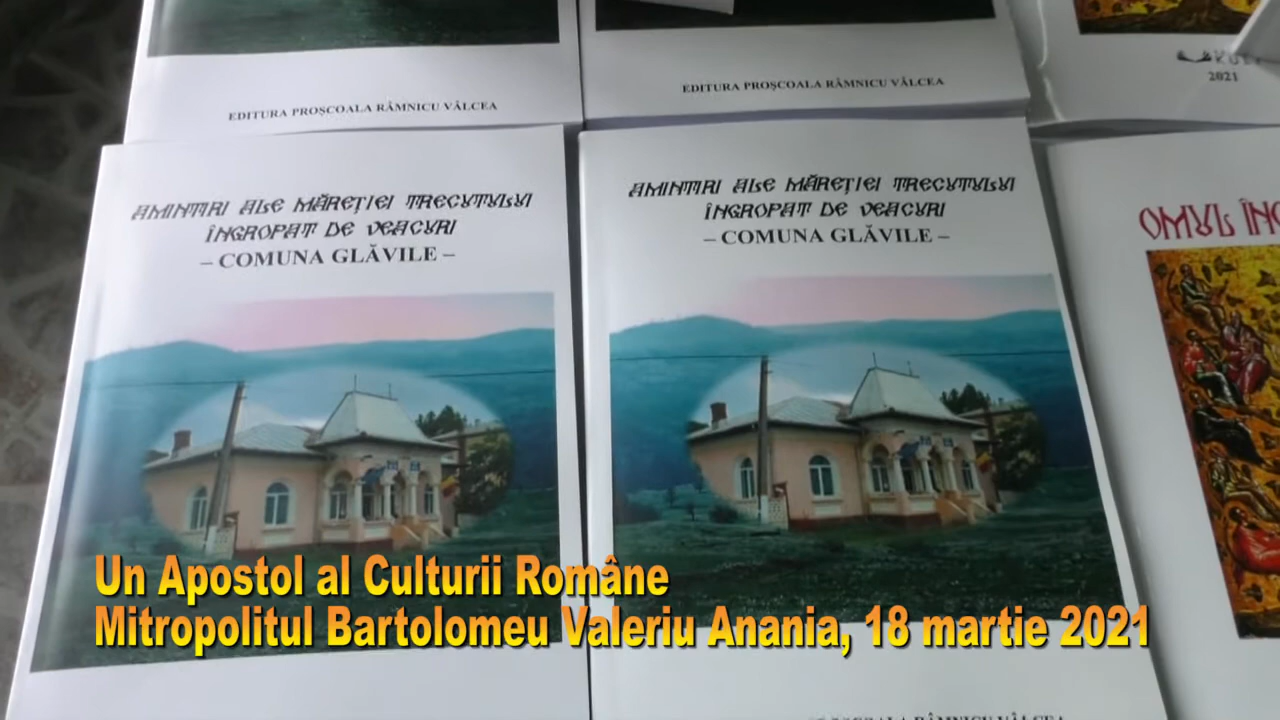 EDITURA PROȘCOALA RÂMNICU VÂLCEA
EDITURA PROȘCOALA RÂMNICU VÂLCEA
2021
AMINTIRI ALE MĂREȚIEI TRECUTULUI
ÎNGROPAT DE VEACURI
– COMUNA GLĂVILE –
AMINTIRI ALE MĂREȚIEI TRECUTULUI
ÎNGROPAT DE VEACURI
– COMUNA GLĂVILE –
OMUL
Un Apostol al Culturii Române
Mitropolitul Bartolomeu Valeriu Anania, 18 martie 2021
RÂMNICU VÂLCEA